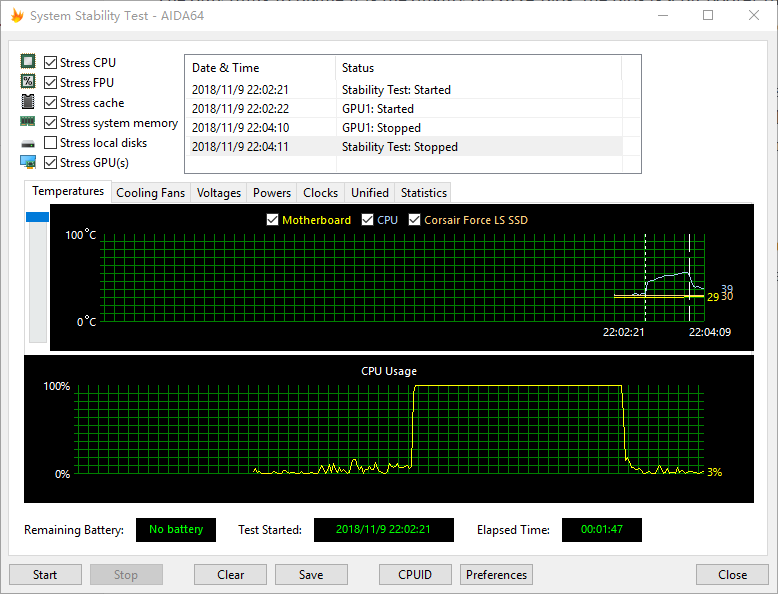 System Stability Test - AIDA64
Stress CPU
Stress FPU
Stress cache
Stress system memory
Stress local disks
Stress GPU(s)
Date & Time Status
2018/11/9 22:02:21 Stability Test: Started
2018/11/9 22:02:22 GPU1: Started
2018/11/9 22:04:10 GPU1: Stopped
2018/11/9 22:04:11 Stability Test: Stopped
Temperatures Cooling Fans Voltages Powers Clocks Unified Statistics
Motherboard CPU Corsair Force LS SSD
100°C
39
29 30
0°C
22:02:21 22:04:09
CPU Usage
100%
0% 3%
Remaining Battery: No battery Test Started: 2018/11/9 22:02:21 Elapsed Time: 00:01:47
Start Stop Clear Save CPUID Preferences Close